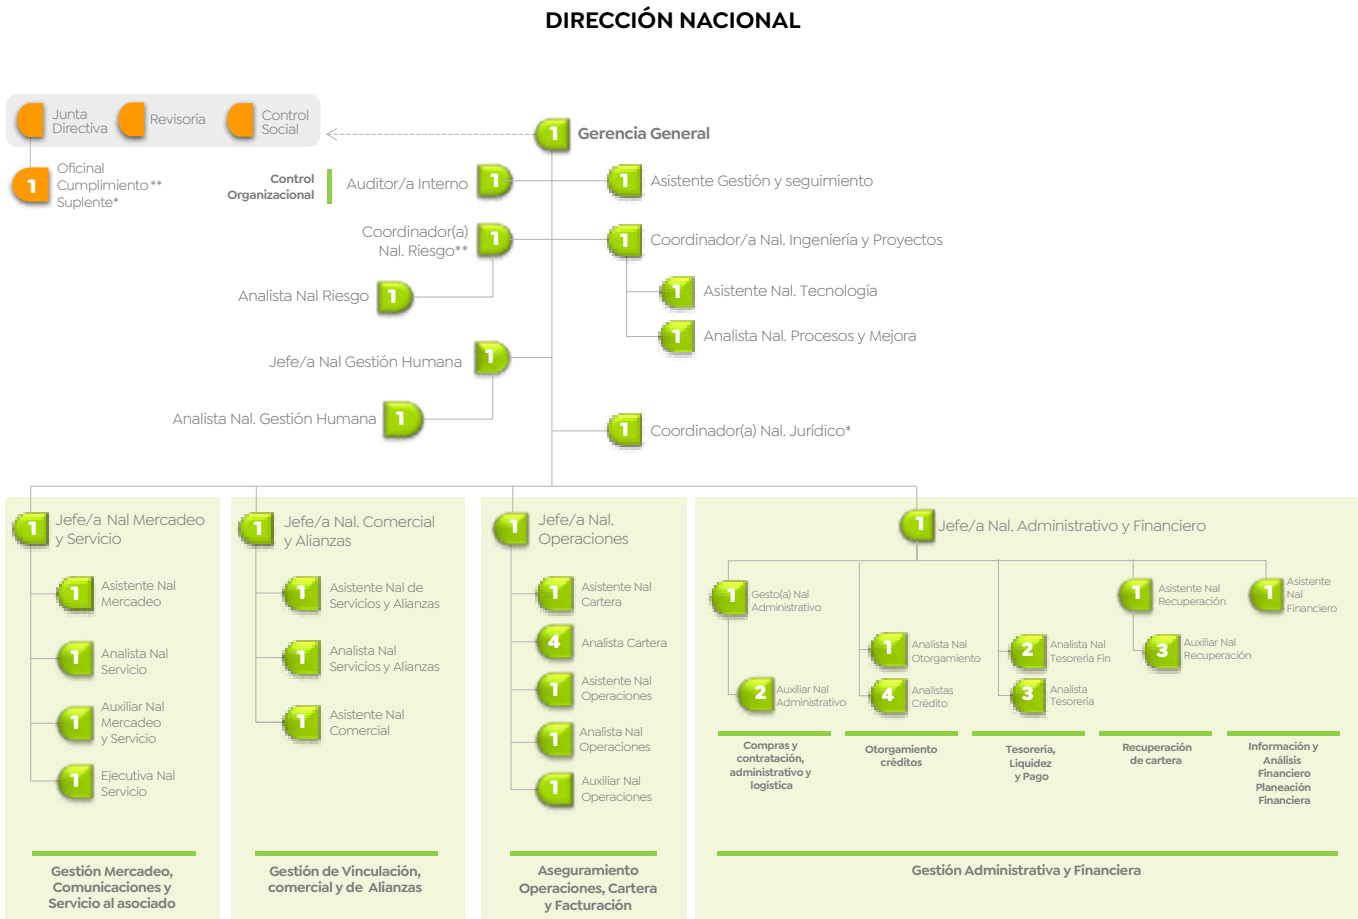 DIRECCIÓN NACIONAL
Junta
Directiva
Revisoría
Control
Social
1
Gerencia General
1
Oficinal
Cumplimiento**
Suplente*
Control
Organizacional
Auditor/a Interno
1
1
Asistente Gestión y seguimiento
Coordinador(a)
Nal. Riesgo**
1
1
Coordinador/a Nal. Ingeniería y Proyectos
Analista Nal Riesgo
1
1
Asistente Nal. Tecnología
1
Analista Nal. Procesos y Mejora
Jefe/a Nal Gestión Humana
1
Analista Nal. Gestión Humana
1
1
Coordinador(a) Nal. Jurídico*
1
Jefe/a Nal Mercadeo
y Servicio
1
Asistente Nal
Mercadeo
1
Analista Nal
Servicio
1
Auxiliar Nal
Mercadeo
y Servicio
1
Ejecutiva Nal
Servicio
Gestión Mercadeo,
Comunicaciones y
Servicio al asociado
1
Jefe/a Nal. Comercial
y Alianzas
1
Asistente Nal de
Servicios y Alianzas
1
Analista Nal
Servicios y Alianzas
1
Asistente Nal
Comercial
Gestión de Vinculación,
comercial y de Alianzas
1
Jefe/a Nal.
Operaciones
1
Asistente Nal
Cartera
4
Analista Cartera
1
Asistente Nal
Operaciones
1
Analista Nal
Operaciones
1
Auxiliar Nal
Operaciones
Aseguramiento
Operaciones, Cartera
y Facturación
1
Jefe/a Nal. Administrativo y Financiero
1
Gesto(a) Nal
Administrativo
2
Auxiliar Nal
Administrativo
Compras y
contratación,
administrativo y
logística
1
Analista Nal
Otorgamiento
4
Analistas
Crédito
Otorgamiento
créditos
2
Analista Nal
Tesorería Fin
3
Analista
Tesorería
Tesorería,
Liquidez
y Pago
1
Asistente Nal
Recuperación
3
Auxiliar Nal
Recuperación
Recuperación
de cartera
1
Asistente
Nal
Financiero
Información y
Análisis
Financiero
Planeación
Financiera
Gestión Administrativa y Financiera